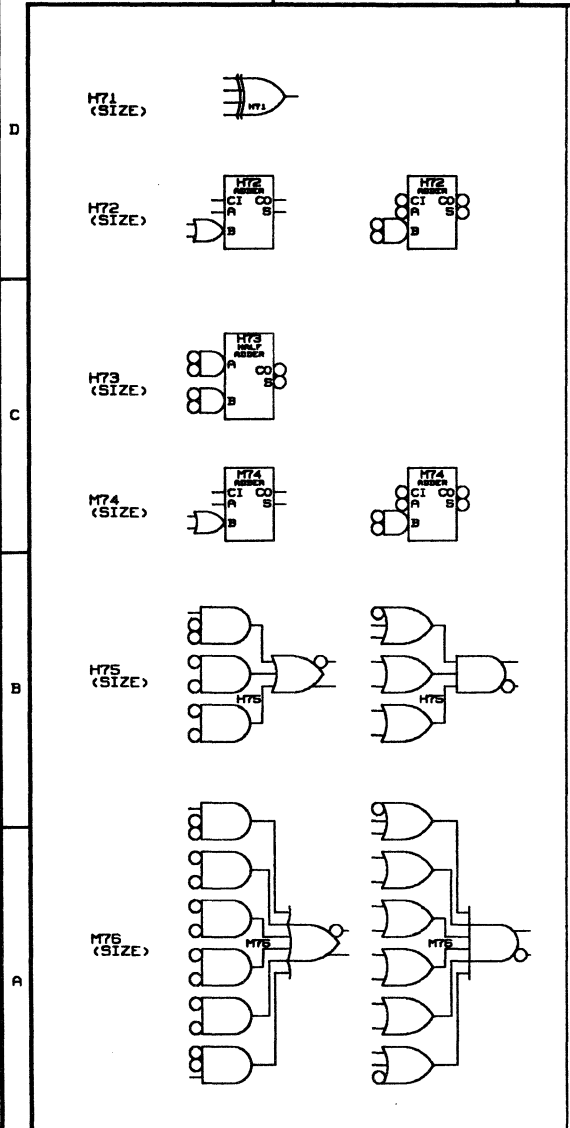 D
H71
(SIZE)
H71
H72
(SIZE)
H72
ADDER
CI CO
A S
B
H72
ADDER
CI CO
A S
B
C
H73
(SIZE)
H73
HALF
ADDER
A
CO
S
B
M74
(SIZE)
M74
ADDER
CI CO
A S
B
M74
ADDER
CI CO
A S
B
B
H75
(SIZE)
H75
H75
A
M76
(SIZE)
M76
M76